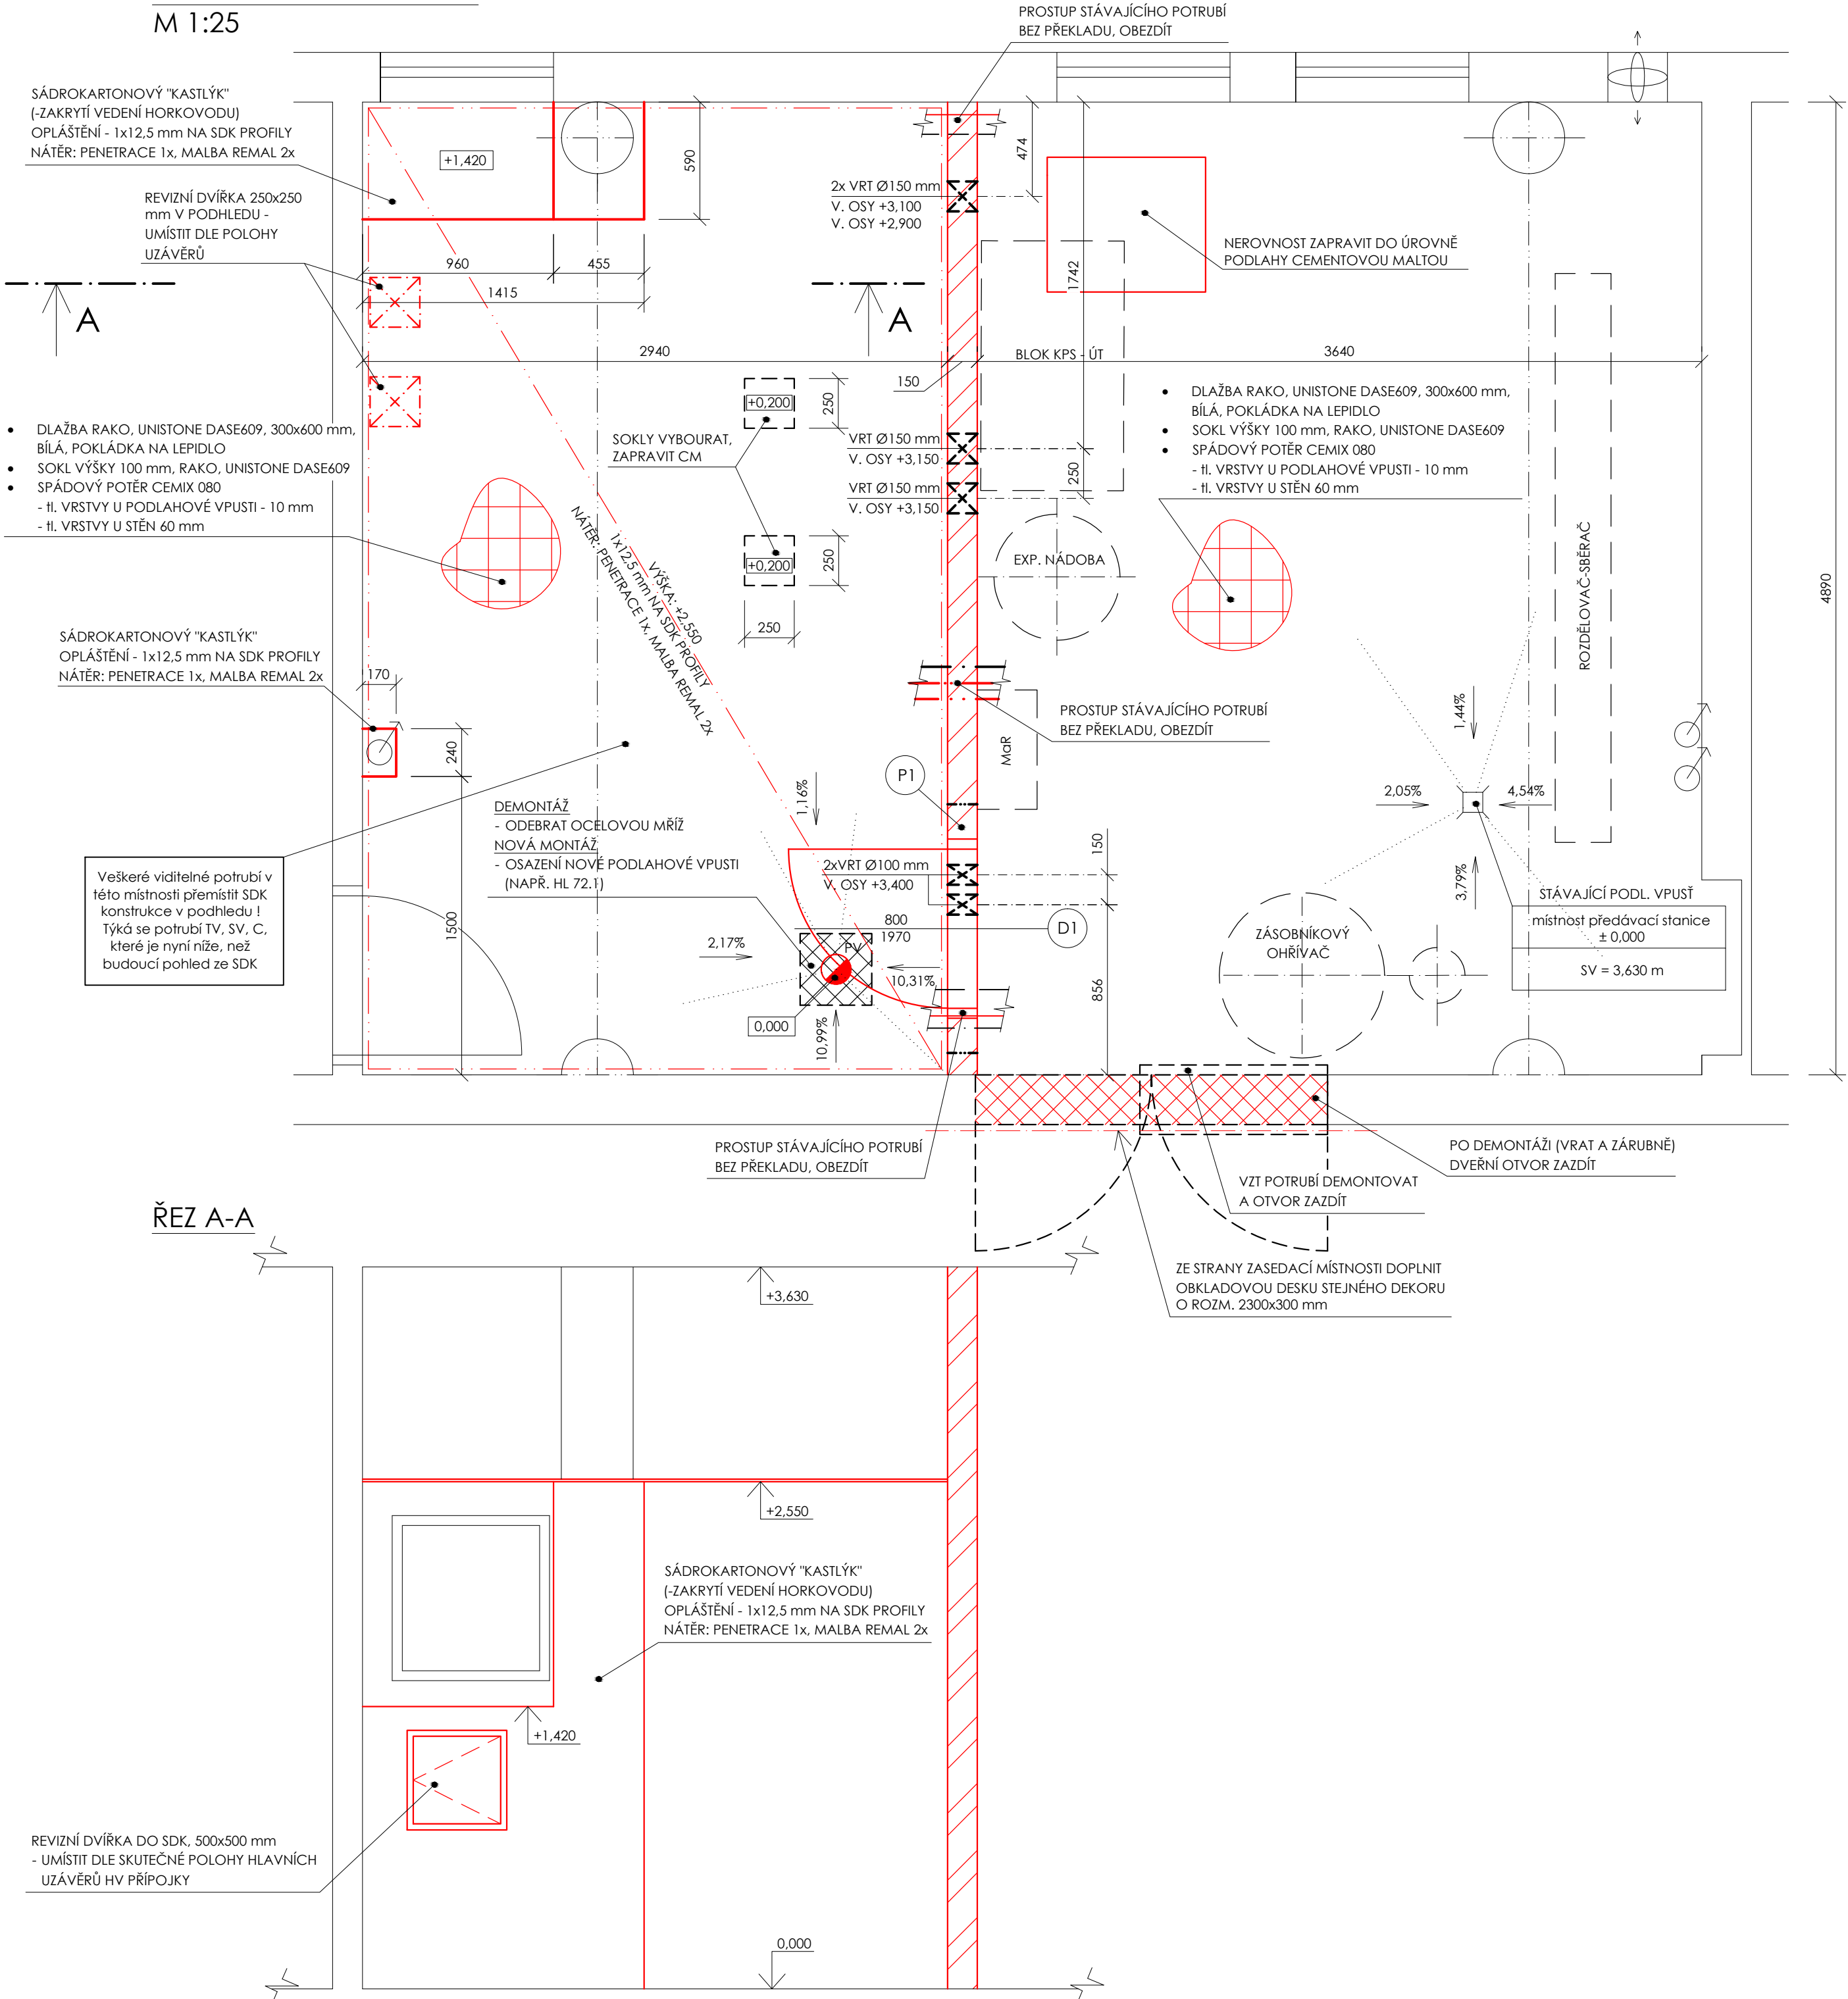 M 1:25
PROSTUP STÁVAJÍCÍHO POTRUBÍ
BEZ PŘEKLADU, OBEZDÍT
SÁDROKARTONOVÝ "KASTLÝK"
(-ZAKRYTÍ VEDENÍ HORKOVODU)
OPLÁŠTĚNÍ - 1x12,5 mm NA SDK PROFILY
NÁTĚR: PENETRACE 1x, MALBA REMAL 2x
+1,420
590
474
2x VRT Ø150 mm
V. OSY +3,100
V. OSY +2,900
REVIZNÍ DVÍŘKA 250x250
mm V PODHLEDU -
UMÍSTIT DLE POLOHY
UZÁVĚRŮ
NEROVNOST ZAPRAVIT DO ÚROVNĚ
PODLAHY CEMENTOVOU MALTOU
960
455
1415
1742
A
A
2940
BLOK KPS - ÚT
3640
150
+0,200
250
• DLAŽBA RAKO, UNISTONE DASE609, 300x600 mm,
BÍLÁ, POKLÁDKA NA LEPIDLO
• SOKL VÝŠKY 100 mm, RAKO, UNISTONE DASE609
• SPÁDOVÝ POTĚR CEMIX 080
- tl. VRSTVY U PODLAHOVÉ VPUSTI - 10 mm
- tl. VRSTVY U STĚN 60 mm
SOKLY VYBOURAT,
ZAPRAVIT CM
VRT Ø150 mm
V. OSY +3,150
VRT Ø150 mm
V. OSY +3,150
250
• DLAŽBA RAKO, UNISTONE DASE609, 300x600 mm,
BÍLÁ, POKLÁDKA NA LEPIDLO
• SOKL VÝŠKY 100 mm, RAKO, UNISTONE DASE609
• SPÁDOVÝ POTĚR CEMIX 080
- tl. VRSTVY U PODLAHOVÉ VPUSTI - 10 mm
- tl. VRSTVY U STĚN 60 mm
+0,200
250
250
EXP. NÁDOBA
ROZDĚLOVAČ-SBĚRAČ
4890
VÝŠKA: +2,550
1x12,5 mm NA SDK PROFILY
NÁTĚR: PENETRACE 1x, MALBA REMAL 2x
SÁDROKARTONOVÝ "KASTLÝK"
OPLÁŠTĚNÍ - 1x12,5 mm NA SDK PROFILY
NÁTĚR: PENETRACE 1x, MALBA REMAL 2x
170
240
1500
PROSTUP STÁVAJÍCÍHO POTRUBÍ
BEZ PŘEKLADU, OBEZDÍT
MaR
P1
1,44%
2,05%
4,54%
3,79%
1,16%
DEMONTÁŽ
- ODEBRAT OCELOVOU MŘÍŽ
NOVÁ MONTÁŽ
- OSAZENÍ NOVÉ PODLAHOVÉ VPUSTI
(NAPŘ. HL 72.1)
2xVRT Ø100 mm
V. OSY +3,400
150
856
800
1970
D1
PV
2,17%
10,31%
10,99%
0,000
Veškeré viditelné potrubí v
této místnosti přemístit SDK
konstrukce v podhledu !
Týká se potrubí TV, SV, C,
které je nyní níže, než
budoucí pohled ze SDK
ZÁSOBNÍKOVÝ
OHŘÍVAČ
STÁVAJÍCÍ PODL. VPUSŤ
místnost předávací stanice
± 0,000
SV = 3,630 m
PROSTUP STÁVAJÍCÍHO POTRUBÍ
BEZ PŘEKLADU, OBEZDÍT
PO DEMONTÁŽI (VRAT A ZÁRUBNĚ)
DVEŘNÍ OTVOR ZAZDÍT
VZT POTRUBÍ DEMONTOVAT
A OTVOR ZAZDÍT
ZE STRANY ZASEDACÍ MÍSTNOSTI DOPLNIT
OBKLADOVOU DESKU STEJNÉHO DEKORU
O ROZM. 2300x300 mm
ŘEZ A-A
+3,630
+2,550
SÁDROKARTONOVÝ "KASTLÝK"
(-ZAKRYTÍ VEDENÍ HORKOVODU)
OPLÁŠTĚNÍ - 1x12,5 mm NA SDK PROFILY
NÁTĚR: PENETRACE 1x, MALBA REMAL 2x
+1,420
REVIZNÍ DVÍŘKA DO SDK, 500x500 mm
- UMÍSTIT DLE SKUTEČNÉ POLOHY HLAVNÍCH
UZÁVĚRŮ HV PŘÍPOJKY
0,000